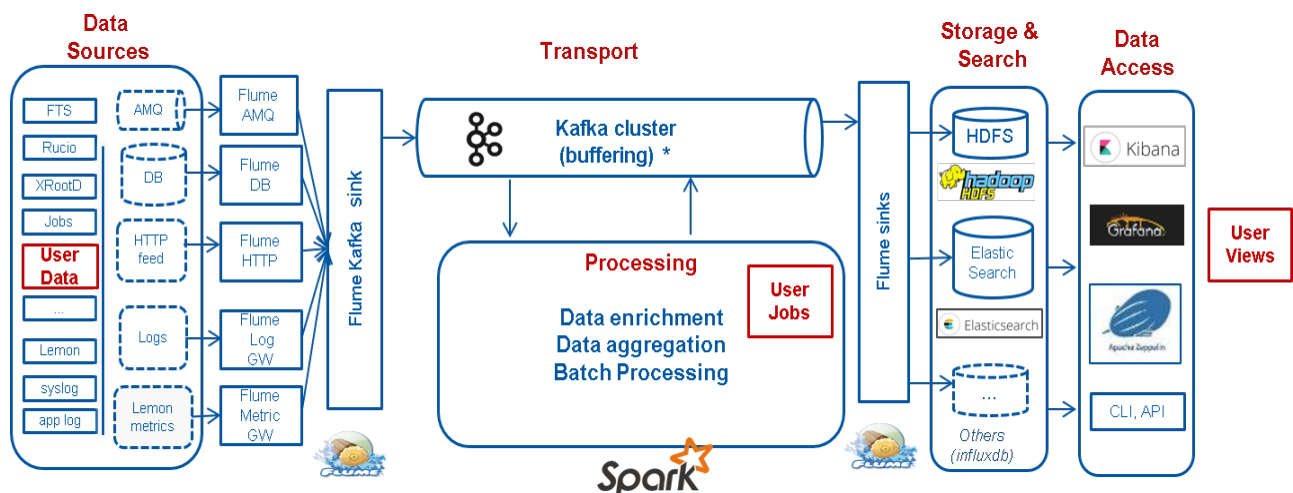 Data
Sources
FTS
Rucio
XRootD
Jobs
User
Data
...
Lemon
syslog
app log
AMQ
DB
HTTP
feed
Logs
Lemon
metrics
Flume
AMQ
Flume
DB
Flume
HTTP
Flume
Log
GW
Flume
Metric
GW
Flume Kafka sink
FLUME
Transport
Kafka cluster
(buffering) *
Processing
Data enrichment
Data aggregation
Batch Processing
User
Jobs
Spark
Flume sinks
FLUME
Storage &
Search
HDFS
hadoop
HDFS
Elastic
Search
Elasticsearch
...
Others
(influxdb)
Data
Access
Kibana
Grafana
Apache Zeppelin
CLI, API
User
Views